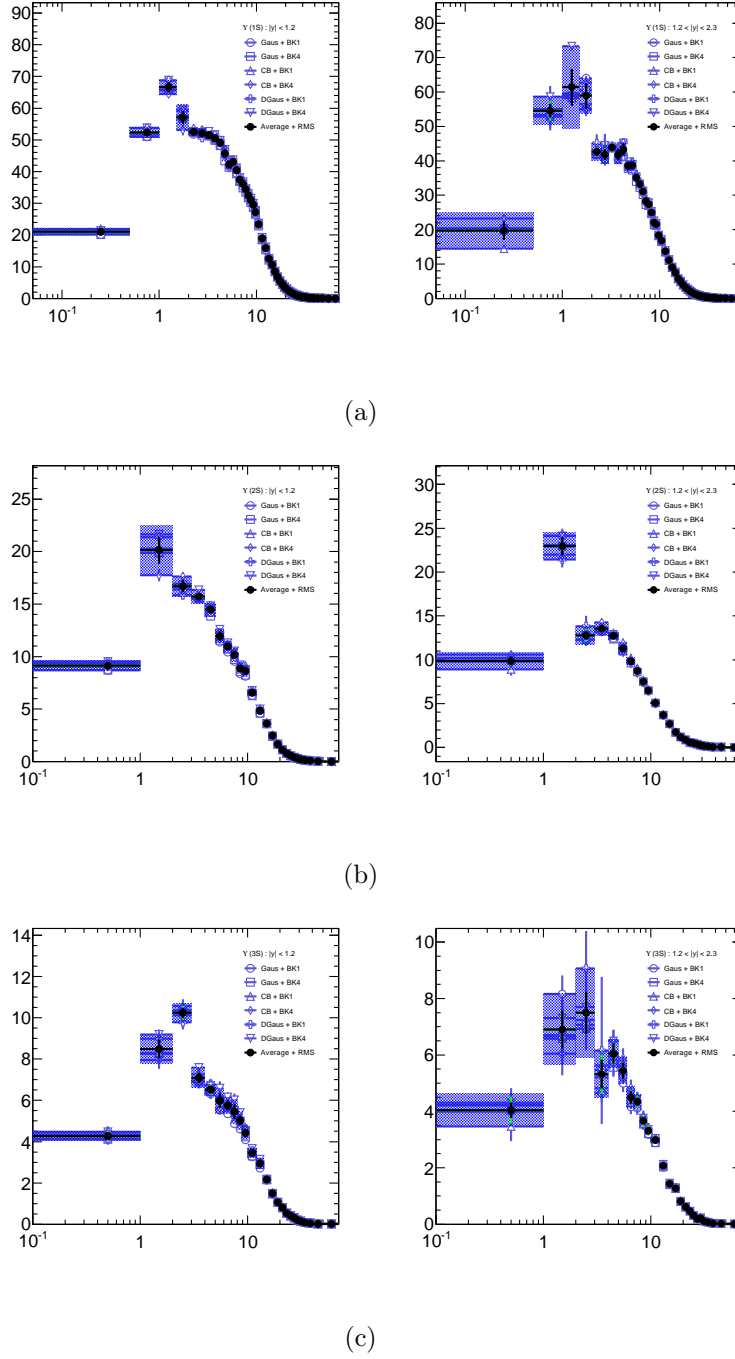 90
80
70
60
50
40
30
20
10
0
10-1
1
10
ϒ (1S) : |y| < 1.2
Gaus + BK1
Gaus + BK4
CB + BK1
CB + BK4
DGaus + BK1
DGaus + BK4
Average + RMS
80
70
60
50
40
30
20
10
0
10-1
1
10
ϒ (1S) : 1.2 < |y| < 2.3
Gaus + BK1
Gaus + BK4
CB + BK1
CB + BK4
DGaus + BK1
DGaus + BK4
Average + RMS
(a)
25
20
15
10
5
0
10-1
1
10
ϒ (2S) : |y| < 1.2
Gaus + BK1
Gaus + BK4
CB + BK1
CB + BK4
DGaus + BK1
DGaus + BK4
Average + RMS
30
25
20
15
10
5
0
10-1
1
10
ϒ (2S) : 1.2 < |y| < 2.3
Gaus + BK1
Gaus + BK4
CB + BK1
CB + BK4
DGaus + BK1
DGaus + BK4
Average + RMS
(b)
14
12
10
8
6
4
2
0
10-1
1
10
ϒ (3S) : |y| < 1.2
Gaus + BK1
Gaus + BK4
CB + BK1
CB + BK4
DGaus + BK1
DGaus + BK4
Average + RMS
10
8
6
4
2
0
10-1
1
10
ϒ (3S) : 1.2 < |y| < 2.3
Gaus + BK1
Gaus + BK4
CB + BK1
CB + BK4
DGaus + BK1
DGaus + BK4
Average + RMS
(c)